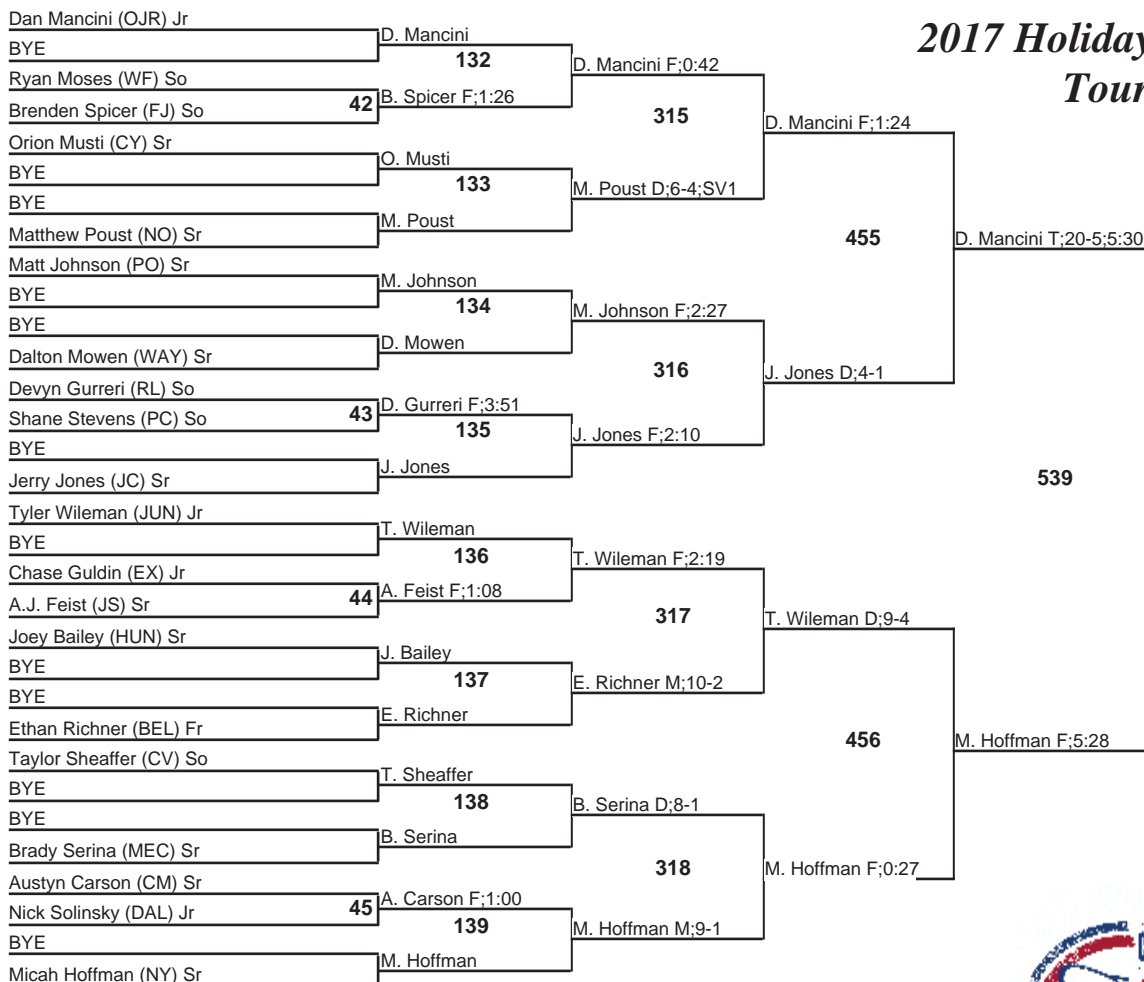 2017 Holiday
Tour
Dan Mancini (OJR) Jr
BYE
Ryan Moses (WF) So
Brenden Spicer (FJ) So
Orion Musti (CY) Sr
BYE
BYE
Matthew Poust (NO) Sr
Matt Johnson (PO) Sr
BYE
BYE
Dalton Mowen (WAY) Sr
Devyn Gurreri (RL) So
Shane Stevens (PC) So
BYE
Jerry Jones (JC) Sr
Tyler Wileman (JUN) Jr
BYE
Chase Guldin (EX) Jr
A.J. Feist (JS) Sr
Joey Bailey (HUN) Sr
BYE
BYE
Ethan Richner (BEL) Fr
Taylor Sheaffer (CV) So
BYE
BYE
Brady Serina (MEC) Sr
Austyn Carson (CM) Sr
Nick Solinsky (DAL) Jr
BYE
Micah Hoffman (NY) Sr
42
43
44
45
D. Mancini
132
B. Spicer F;1:26
O. Musti
133
M. Poust
M. Johnson
134
D. Mowen
D. Gurreri F;3:51
135
J. Jones
T. Wileman
136
A. Feist F;1:08
J. Bailey
137
E. Richner
T. Sheaffer
138
B. Serina
A. Carson F;1:00
139
M. Hoffman
D. Mancini F;0:42
315
M. Poust D;6-4;SV1
M. Johnson F;2:27
316
J. Jones F;2:10
T. Wileman F;2:19
317
E. Richner M;10-2
B. Serina D;8-1
318
M. Hoffman M;9-1
D. Mancini F;1:24
455
J. Jones D;4-1
T. Wileman D;9-4
456
M. Hoffman F;0:27
D. Mancini T;20-5;5:30
539
M. Hoffman F;5:28